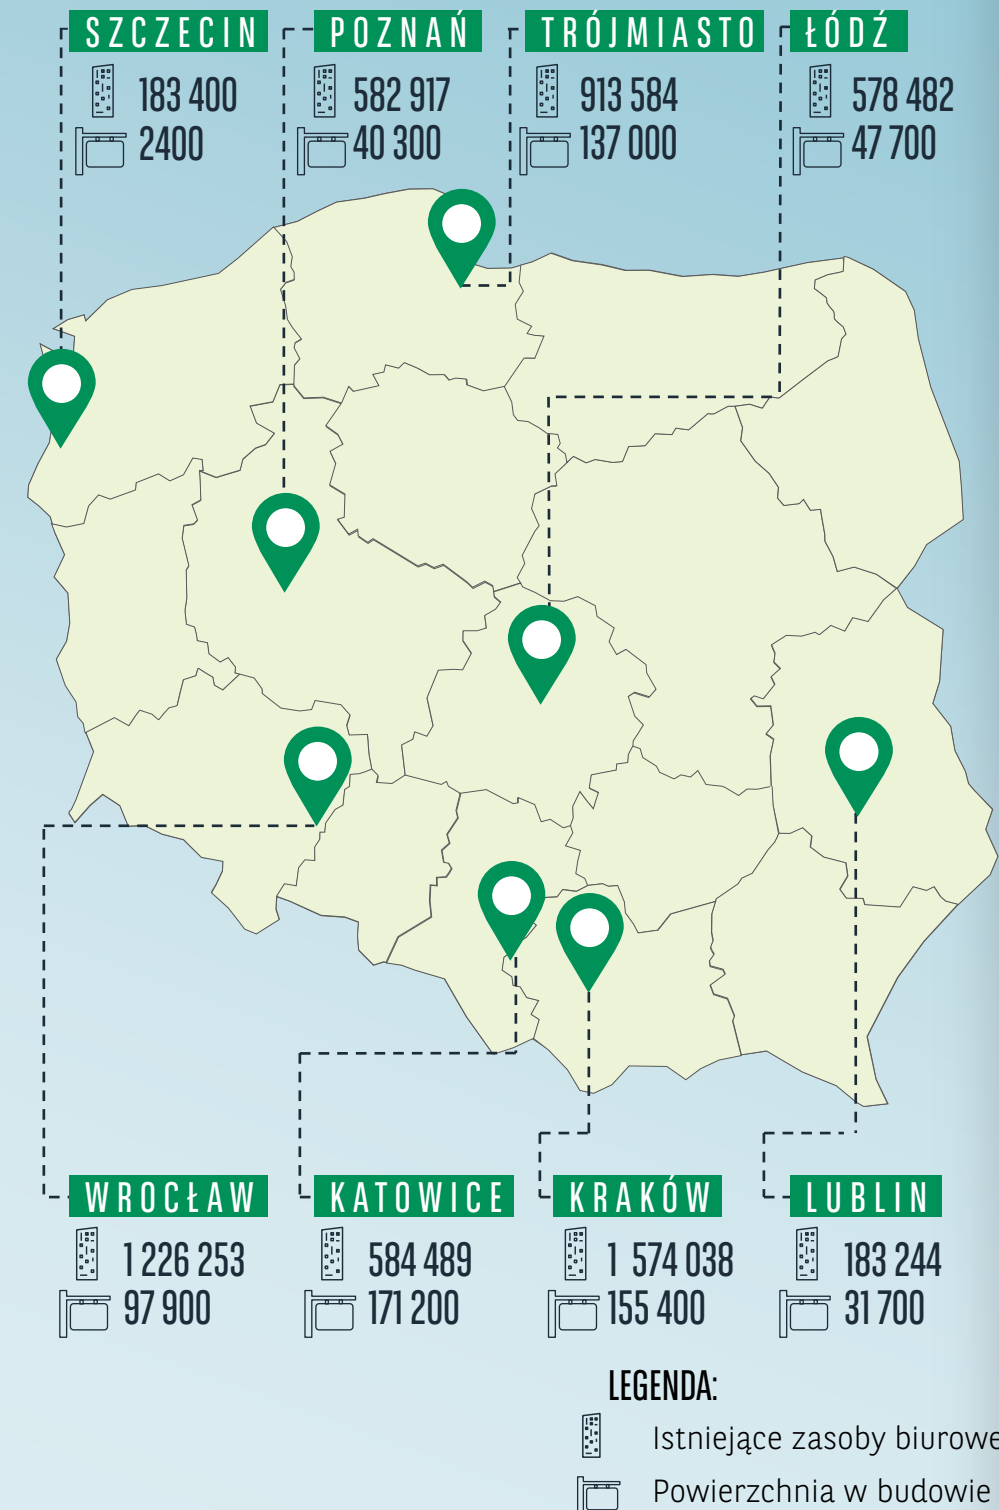 SZCZECIN
183 400
2400
POZNAŃ
582 917
40 300
TRÓJMIASTO
913 584
137 000
ŁÓDŹ
578 482
47 700
WROCŁAW
1 226 253
97 900
KATOWICE
584 489
171 200
KRAKÓW
1 574 038
155 400
LUBLIN
183 244
31 700
LEGENDA:
Istniejące zasoby biurowe
Powierzchnia w budowie